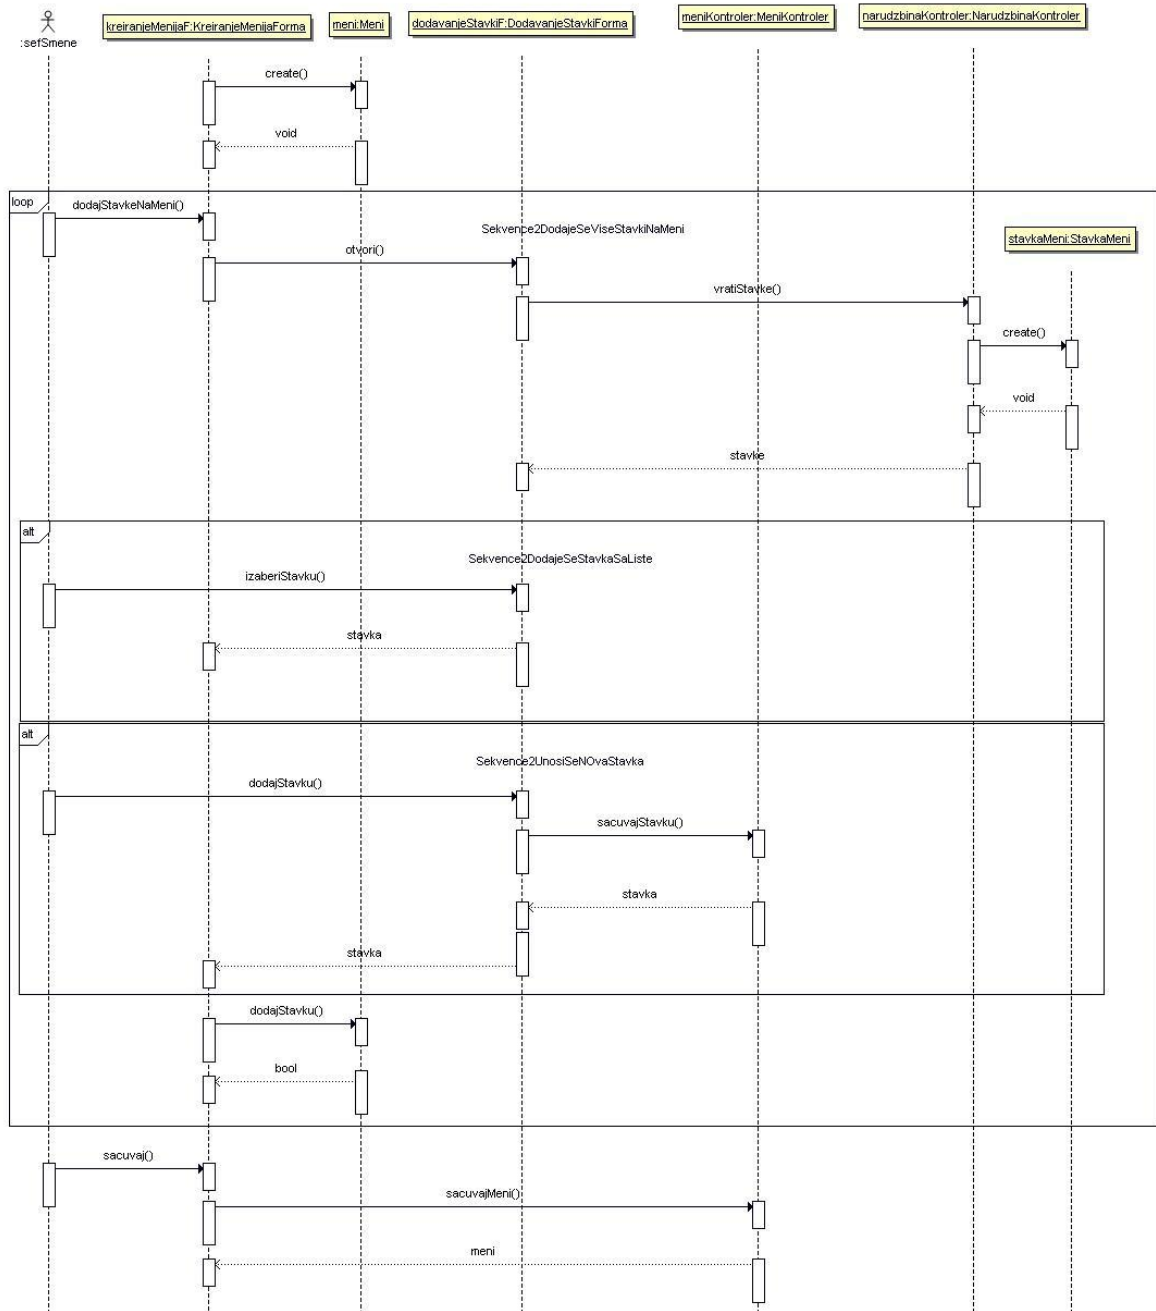 :sefSmene
kreiranjeMenijaF:KreiranjeMenijaForma
meni:Meni
dodavanjeStavkiF:DodavanjeStavkiForma
meniKontroler:MeniKontroler
narudzbinaKontroler:NarudzbinaKontroler
create()
void
loop
dodajStavkeNaMeni()
Sekvence2DodajeSeViseStavkiNaMeni
stavkaMeni:StavkaMeni
otvori()
vratiStavke()
create()
void
stavke
alt
Sekvence2DodajeSeStavkaSaListe
izaberiStavku()
stavka
alt
Sekvence2UnosiSeNOvaStavka
dodajStavku()
sacuvajStavku()
stavka
stavka
dodajStavku()
bool
sacuvaj()
sacuvajMeni()
meni